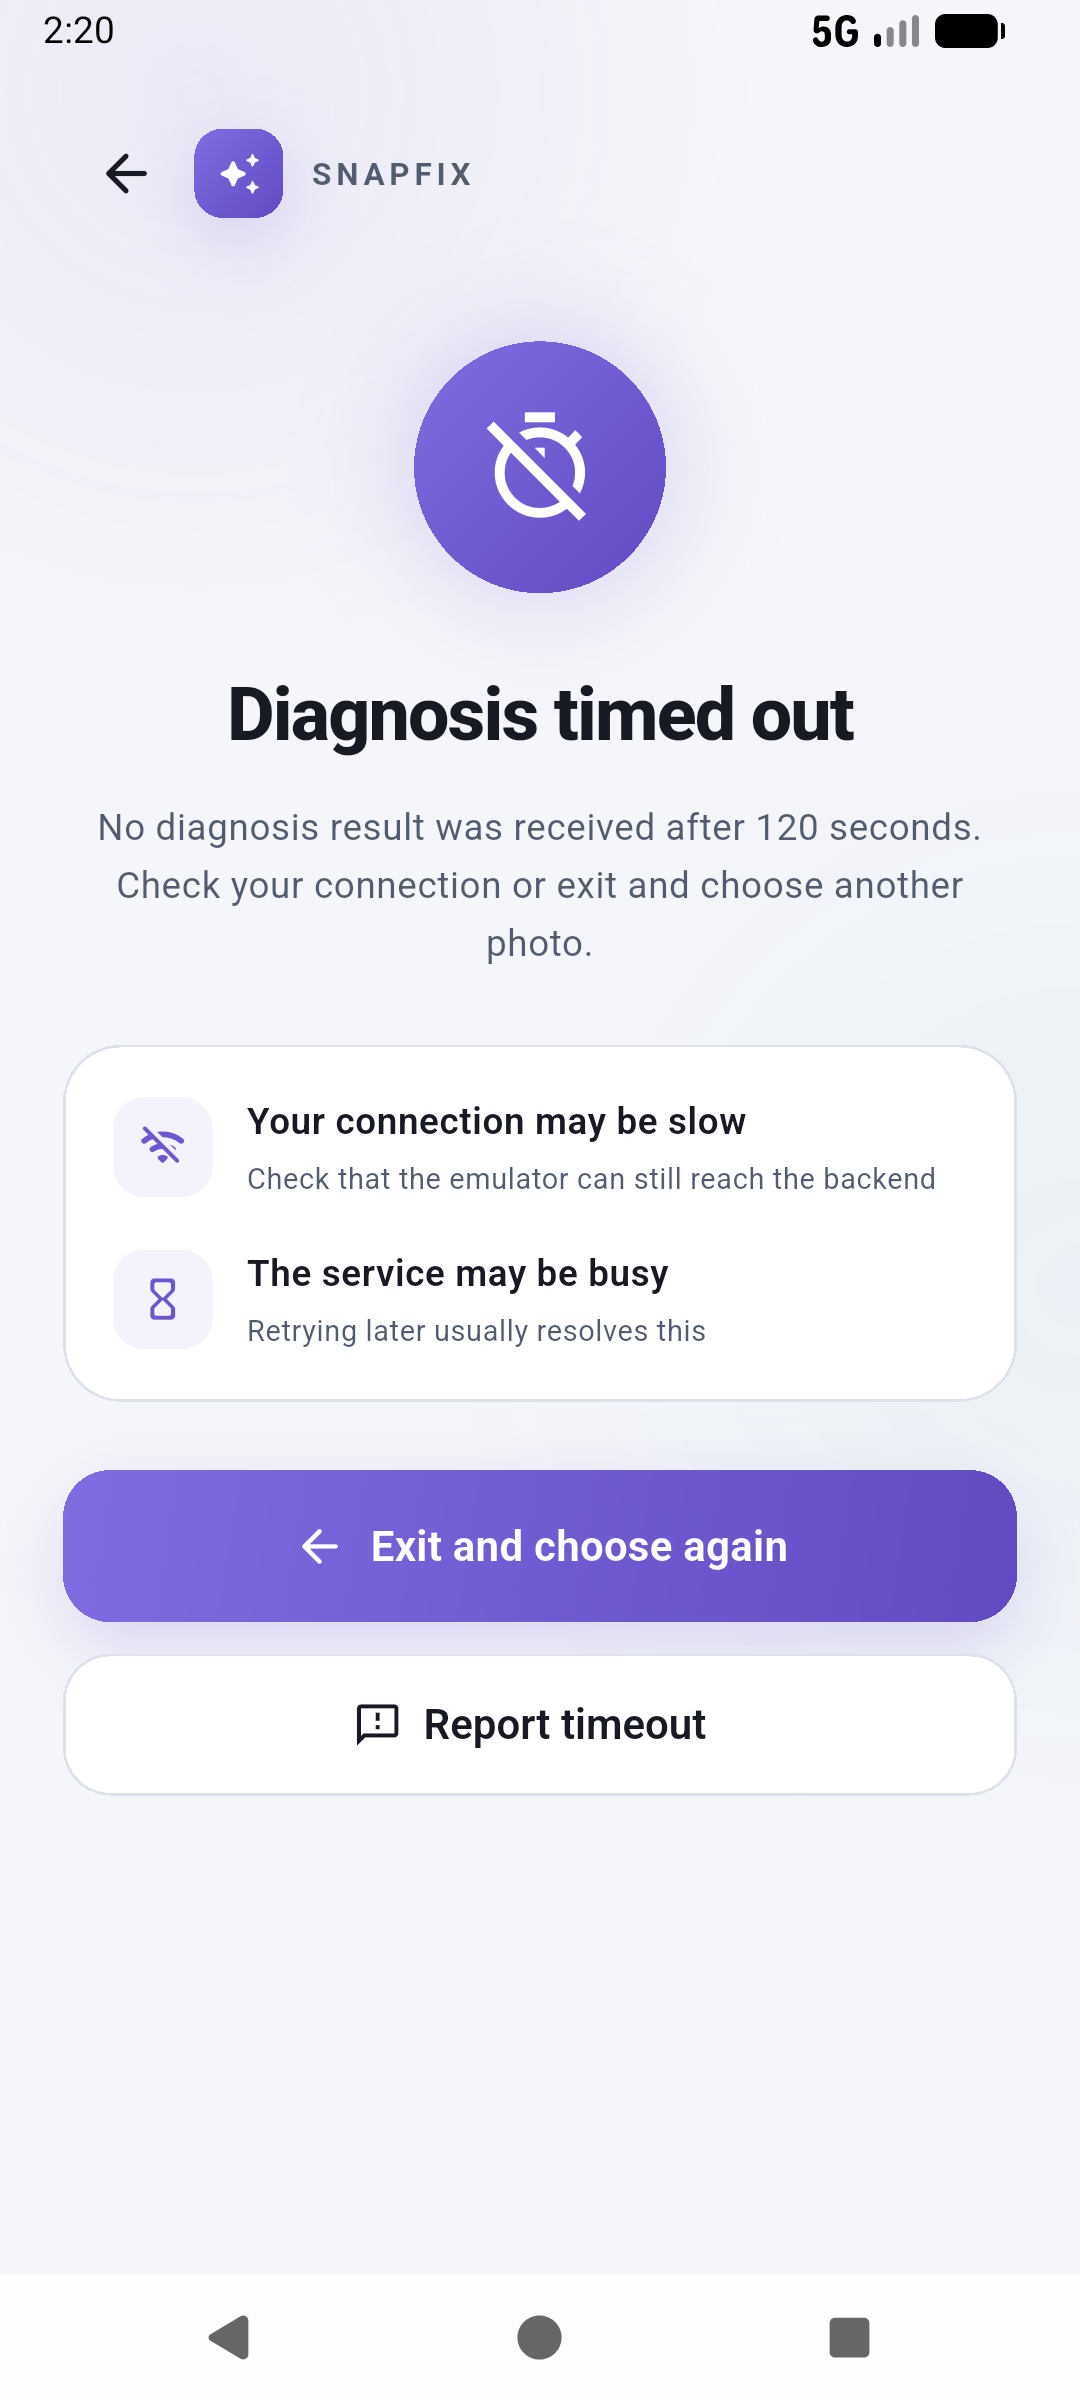 2:20
5G
SNAPFIX
Diagnosis timed out
No diagnosis result was received after 120 seconds.
Check your connection or exit and choose another
photo.
Your connection may be slow
Check that the emulator can still reach the backend
The service may be busy
Retrying later usually resolves this
Exit and choose again
Report timeout